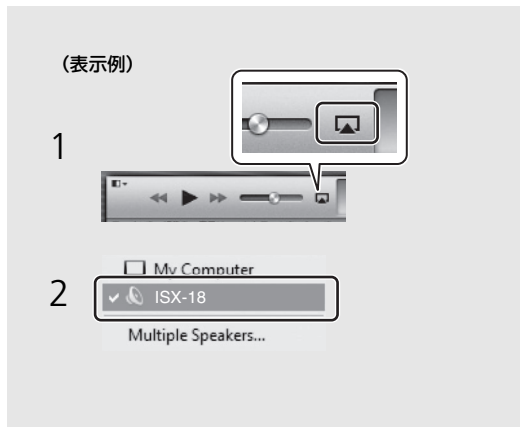 （表示例）
1
2
My Computer
ISX-18
Multiple Speakers...